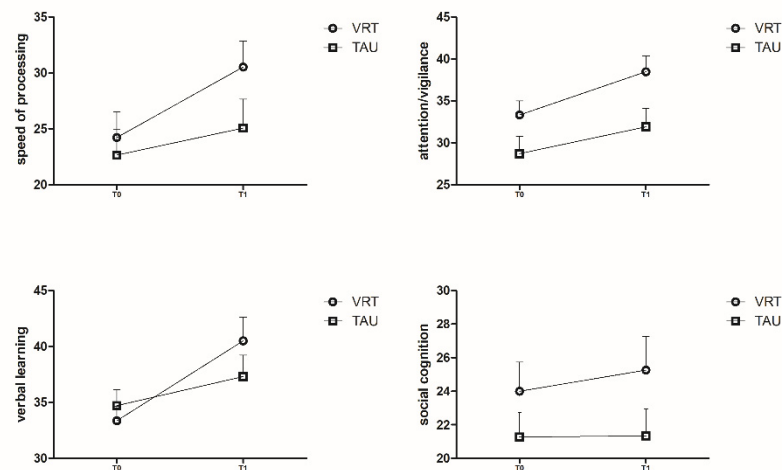 speed of processing
35
30
25
20
T0
T1
VRT
TAU
attention/vigilance
45
40
35
30
25
T0
T1
VRT
TAU
verbal learning
45
40
35
30
T0
T1
VRT
TAU
social cognition
30
28
26
24
22
20
T0
T1
VRT
TAU